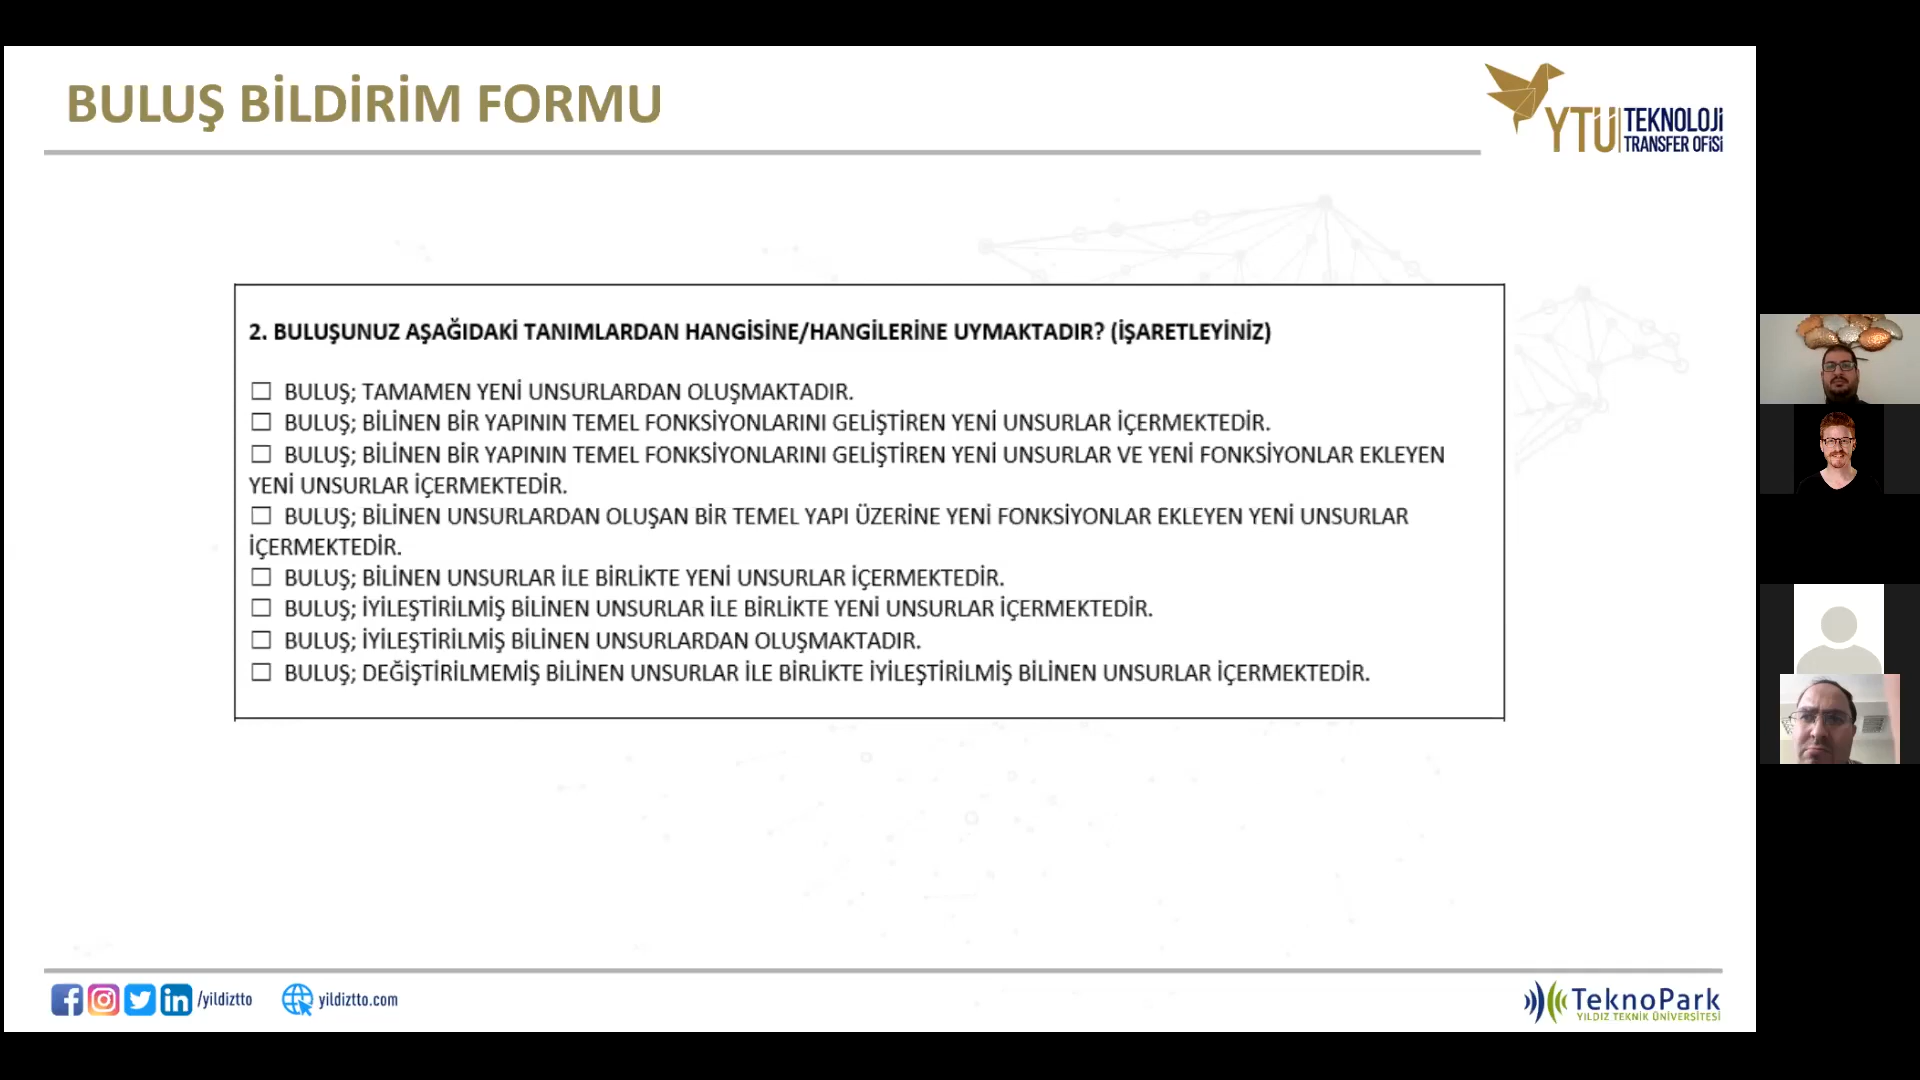 BULUŞ BİLDİRİM FORMU
YTÜ TEKNOLOJİ
TRANSFER OFİSİ
2. BULUŞUNUZ AŞAĞIDAKİ TANIMLARDAN HANGİSİNE/HANGİLERİNE UYMAKTADIR? (İŞARETLEYİNİZ)
☐ BULUŞ; TAMAMEN YENİ UNSURLARDAN OLUŞMAKTADIR.
☐ BULUŞ; BİLİNEN BİR YAPININ TEMEL FONKSİYONLARINI GELİŞTİREN YENİ UNSURLAR İÇERMEKTEDİR.
☐ BULUŞ; BİLİNEN BİR YAPININ TEMEL FONKSİYONLARINI GELİŞTİREN YENİ UNSURLAR VE YENİ FONKSİYONLAR EKLEYEN
YENİ UNSURLAR İÇERMEKTEDİR.
☐ BULUŞ; BİLİNEN UNSURLARDAN OLUŞAN BİR TEMEL YAPI ÜZERİNE YENİ FONKSİYONLAR EKLEYEN YENİ UNSURLAR
İÇERMEKTEDİR.
☐ BULUŞ; BİLİNEN UNSURLAR İLE BİRLİKTE YENİ UNSURLAR İÇERMEKTEDİR.
☐ BULUŞ; İYİLEŞTİRİLMİŞ BİLİNEN UNSURLAR İLE BİRLİKTE YENİ UNSURLAR İÇERMEKTEDİR.
☐ BULUŞ; İYİLEŞTİRİLMİŞ BİLİNEN UNSURLARDAN OLUŞMAKTADIR.
☐ BULUŞ; DEĞİŞTİRİLMEMİŞ BİLİNEN UNSURLAR İLE BİRLİKTE İYİLEŞTİRİLMİŞ BİLİNEN UNSURLAR İÇERMEKTEDİR.
/yildiztto yildiztto.com
TeknoPark
YILDIZ TEKNİK ÜNİVERSİTESİ